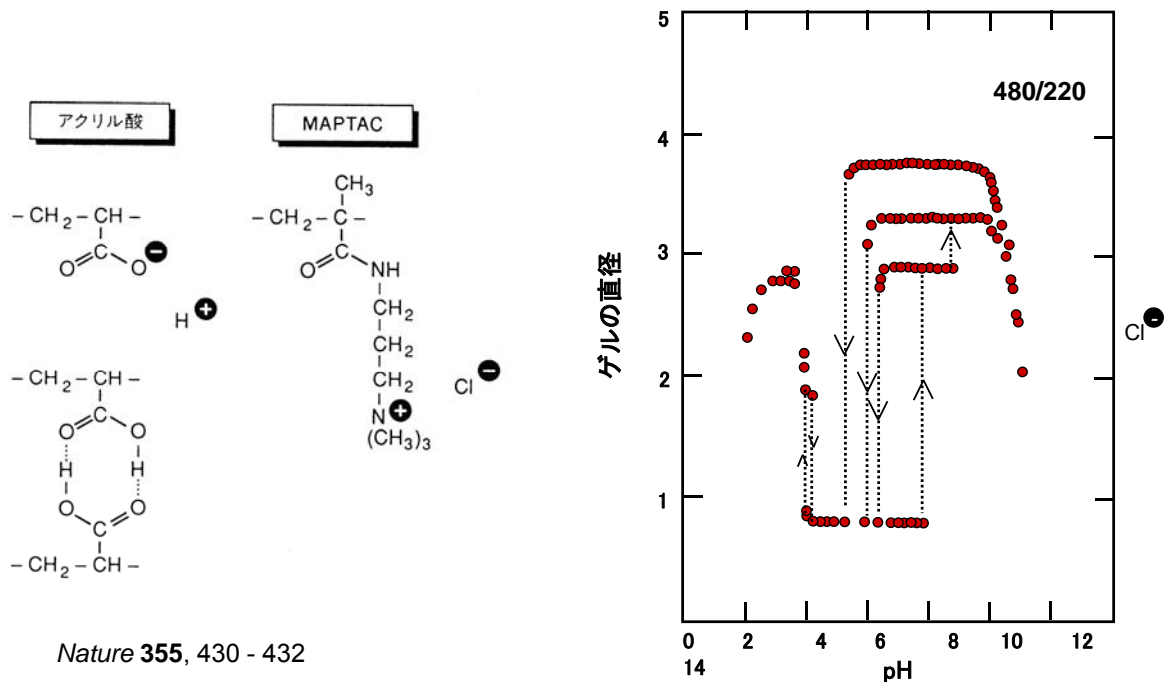 アクリル酸
MAPTAC
– CH₂ – CH –
C
O
O
−
H +
– CH₂ – CH –
C
O
O
H
H
O
O
C
– CH₂ – CH –
CH₃
– CH₂ – C –
C
O
NH
CH₂
CH₂
CH₂
N +
(CH₃)₃
Cl −
Nature 355, 430 - 432
5
4
3
2
1
480/220
ゲルの直径
0
2
4
6
8
10
12
14
pH
Cl -